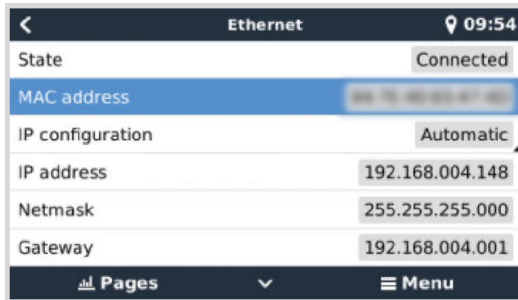 Ethernet 09:54
State Connected
MAC address
IP configuration Automatic
IP address 192.168.004.148
Netmask 255.255.255.000
Gateway 192.168.004.001
Pages Menu